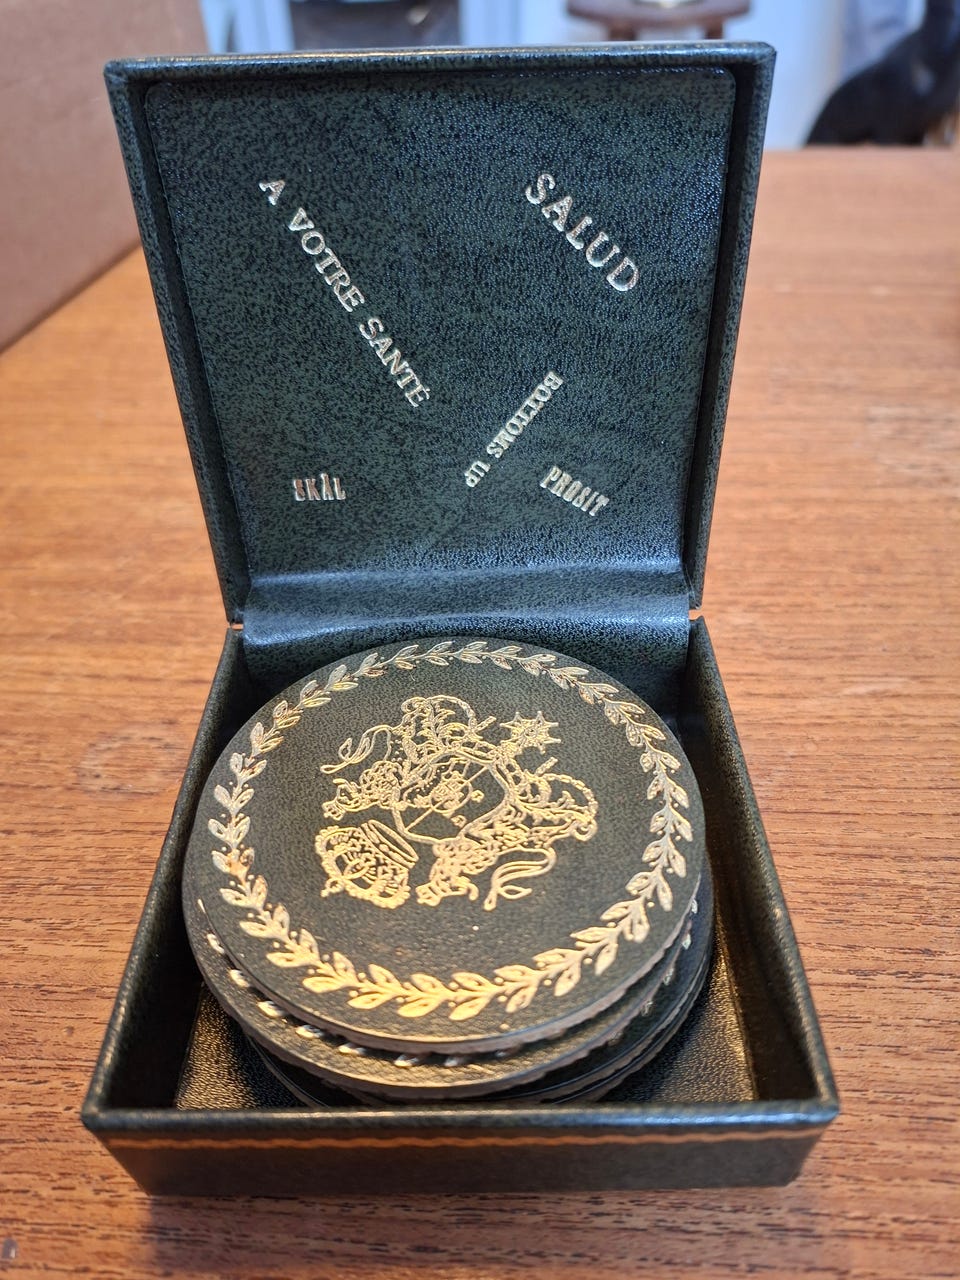 A VOTRE SANTÉ
SALUD
BOTTOMS UP
SKÅL
PROSIT